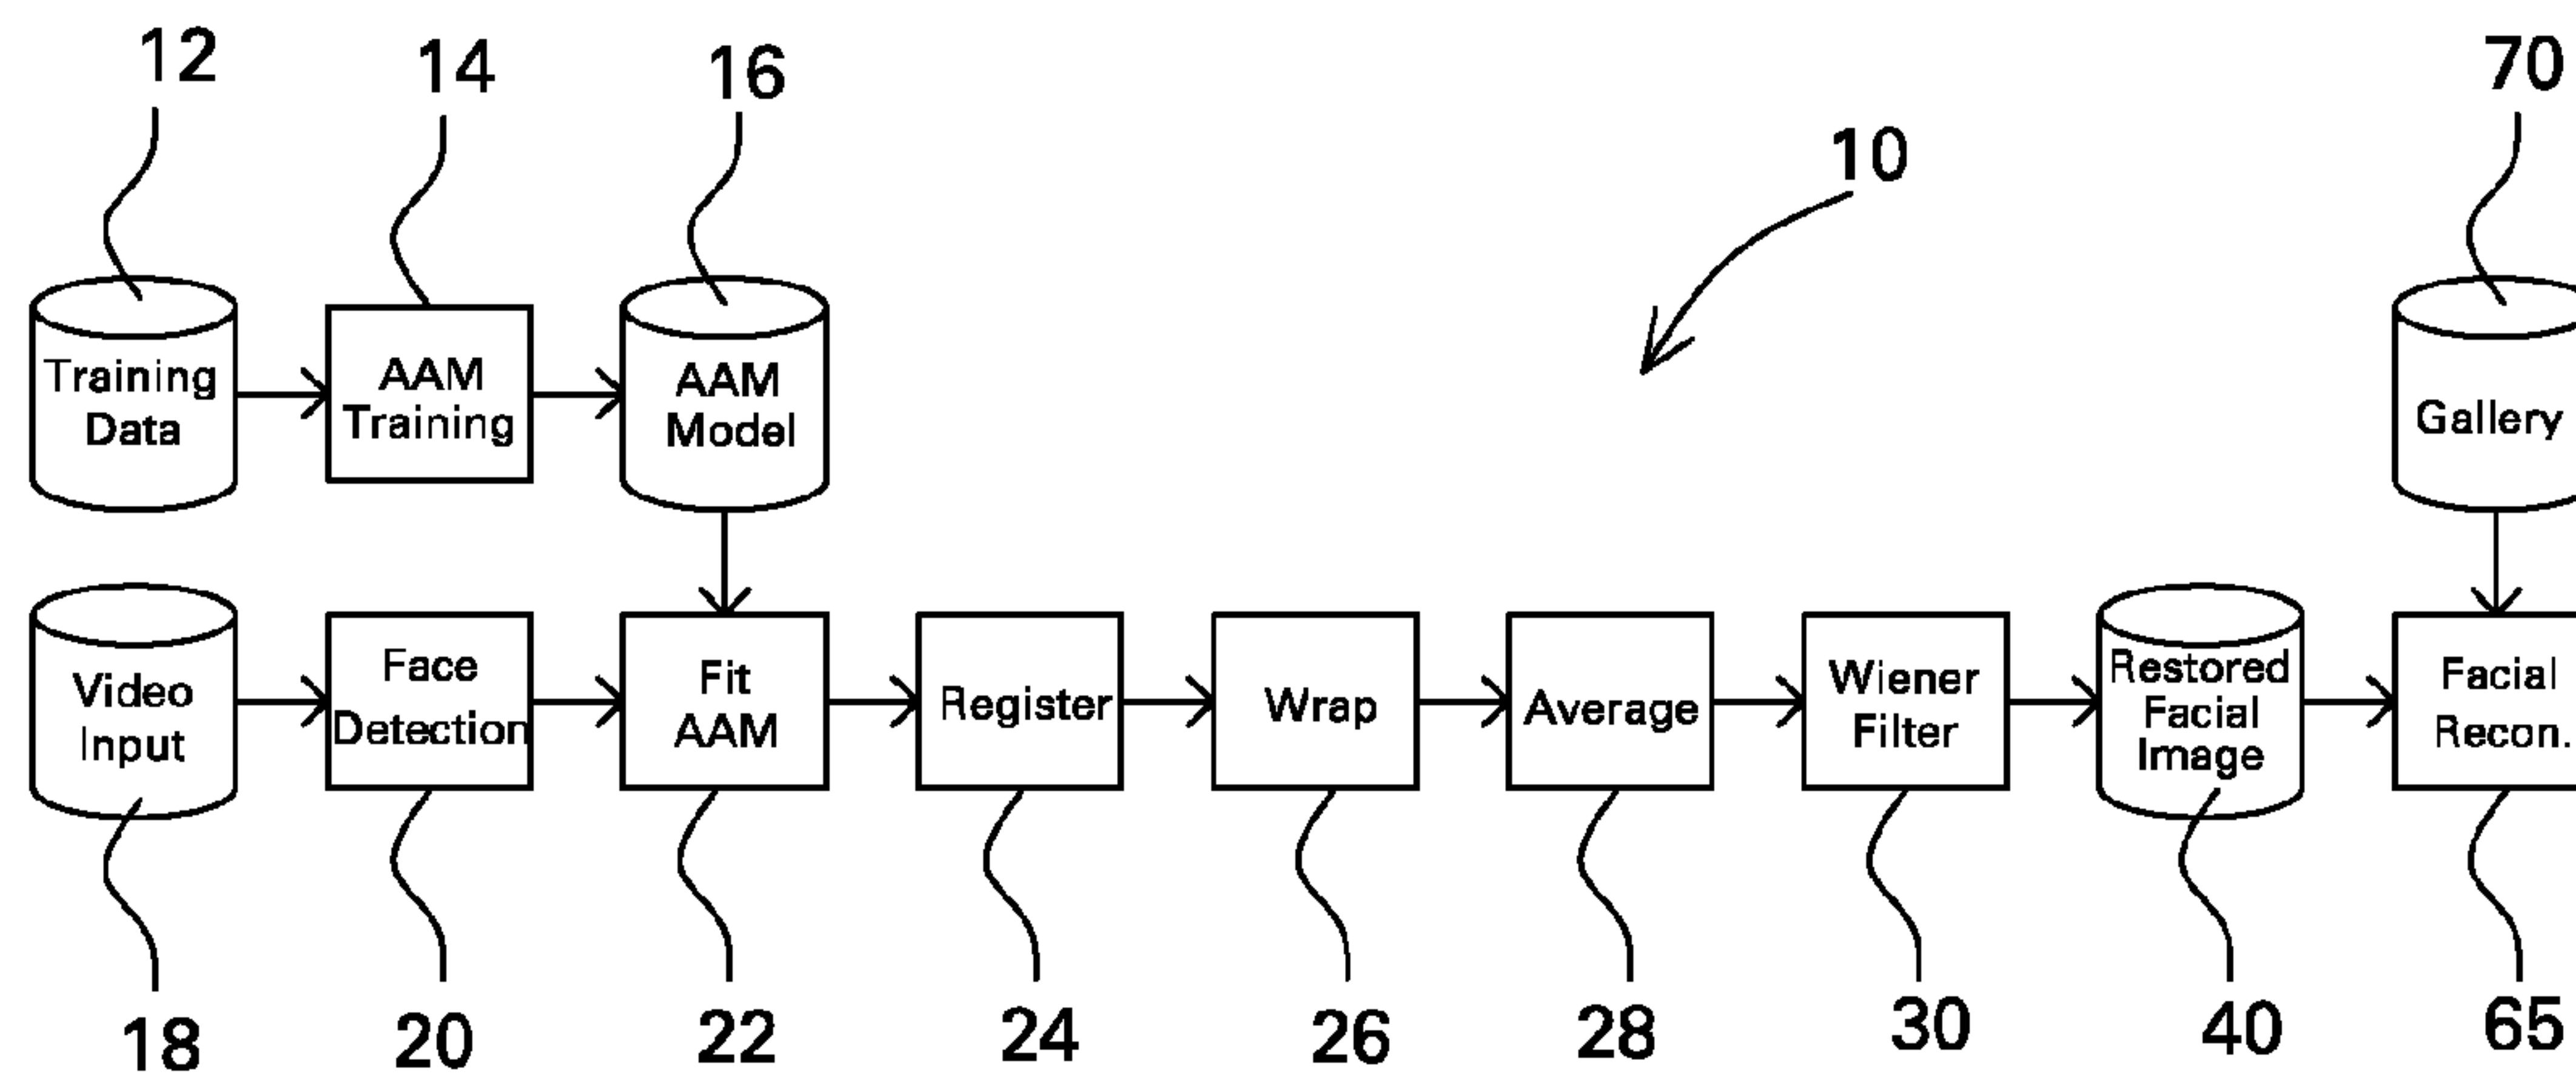 12
14
16
10
70
Training
Data
AAM
Training
AAM
Model
Gallery
Video
Input
Face
Detection
Fit
AAM
Register
Wrap
Average
Wiener
Filter
Restored
Facial
Image
Facial
Recon.
18
20
22
24
26
28
30
40
65